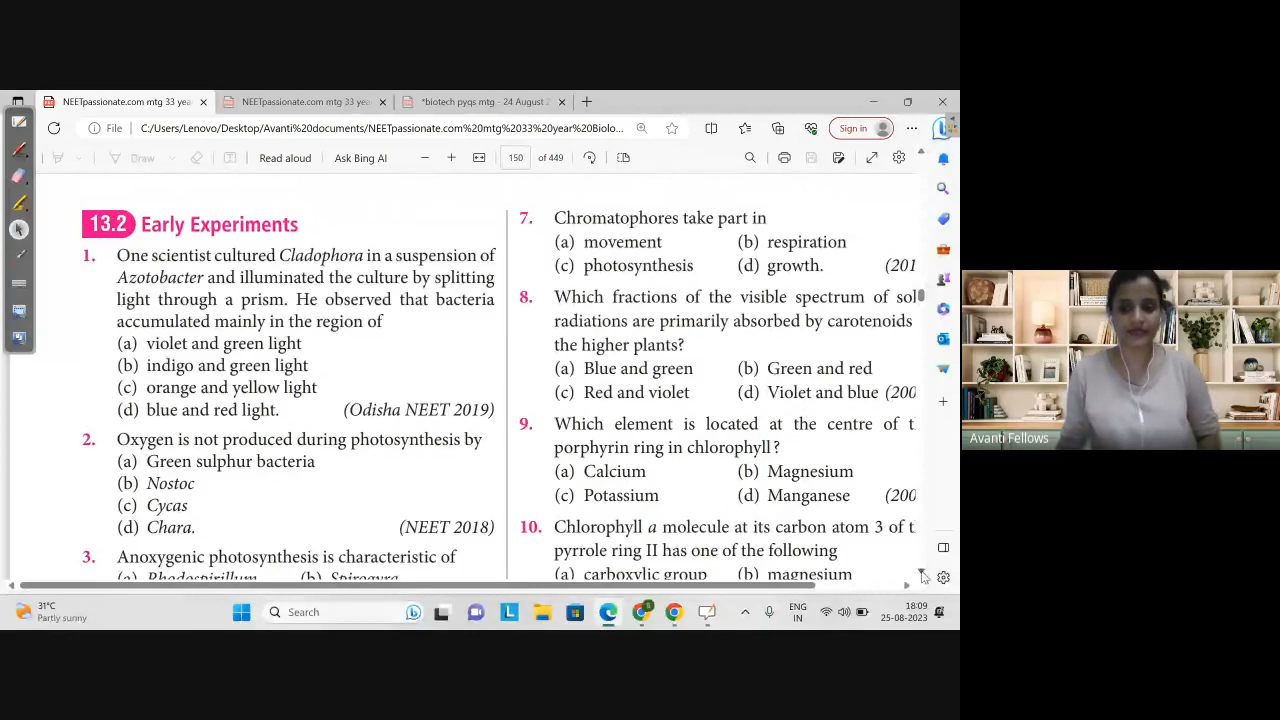 NEETpassionate.com mtg 33 yea
NEETpassionate.com mtg 33 yea
*biotech pyqs mtg - 24 August 2
File
C:/Users/Lenovo/Desktop/Avanti%20documents/NEETpassionate.com%20mtg%2033%20year%20Biolo...
Sign in
Draw
Read aloud
Ask Bing AI
150 of 449
13.2 Early Experiments
1. One scientist cultured Cladophora in a suspension of
Azotobacter and illuminated the culture by splitting
light through a prism. He observed that bacteria
accumulated mainly in the region of
(a) violet and green light
(b) indigo and green light
(c) orange and yellow light
(d) blue and red light. (Odisha NEET 2019)
2. Oxygen is not produced during photosynthesis by
(a) Green sulphur bacteria
(b) Nostoc
(c) Cycas
(d) Chara. (NEET 2018)
3. Anoxygenic photosynthesis is characteristic of
(a) Rhodospirillum (b) Spirogyra
7. Chromatophores take part in
(a) movement (b) respiration
(c) photosynthesis (d) growth. (201
8. Which fractions of the visible spectrum of sol
radiations are primarily absorbed by carotenoids
the higher plants?
(a) Blue and green (b) Green and red
(c) Red and violet (d) Violet and blue (200
9. Which element is located at the centre of t
porphyrin ring in chlorophyll?
(a) Calcium (b) Magnesium
(c) Potassium (d) Manganese (200
10. Chlorophyll a molecule at its carbon atom 3 of t
pyrrole ring II has one of the following
(a) carboxylic group (b) magnesium
Avanti Fellows
31°C
Partly sunny
Search
ENG
IN
18:09
25-08-2023